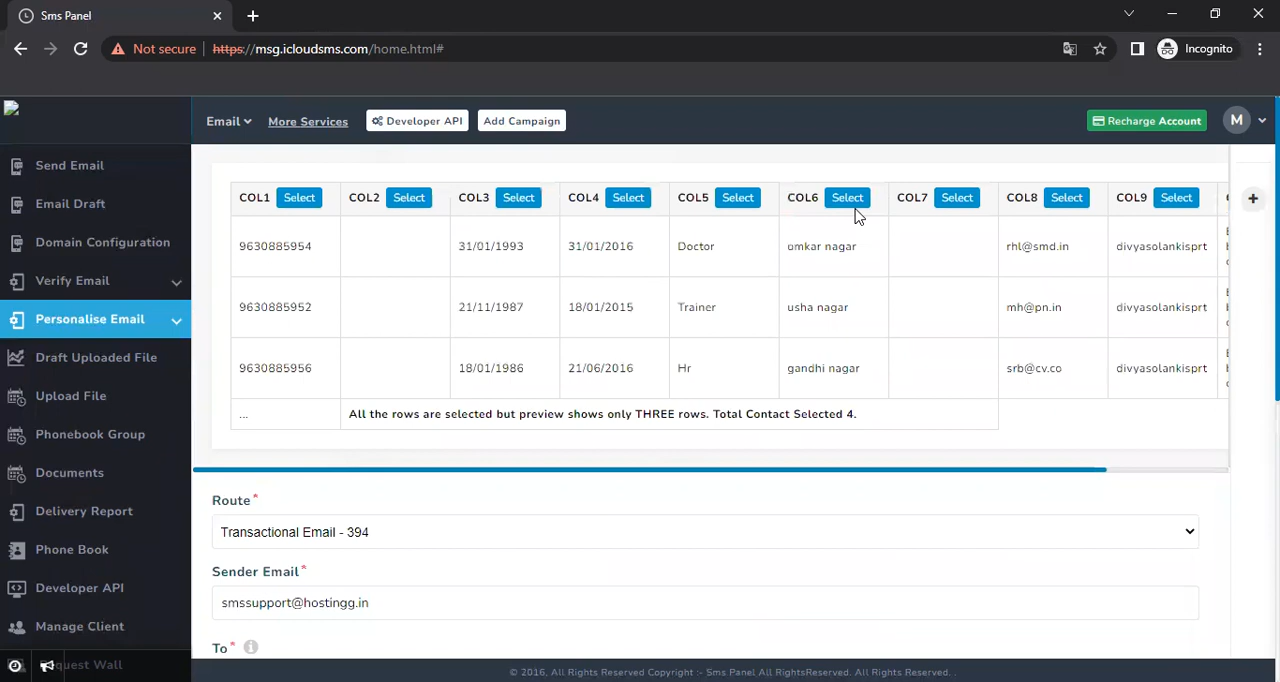 Sms Panel
Not secure https://msg.icloudsms.com/home.html# Incognito
Email More Services Developer API Add Campaign Recharge Account M
Send Email
Email Draft
Domain Configuration
Verify Email
Personalise Email
Draft Uploaded File
Upload File
Phonebook Group
Documents
Delivery Report
Phone Book
Developer API
Manage Client
COL1 Select COL2 Select COL3 Select COL4 Select COL5 Select COL6 Select COL7 Select COL8 Select COL9 Select
9630885954 31/01/1993 31/01/2016 Doctor omkar nagar rhl@smd.in divyasolankisprt
9630885952 21/11/1987 18/01/2015 Trainer usha nagar mh@pn.in divyasolankisprt
9630885956 18/01/1986 21/06/2016 Hr gandhi nagar srb@cv.co divyasolankisprt
... All the rows are selected but preview shows only THREE rows. Total Contact Selected 4.
Route*
Transactional Email - 394
Sender Email*
smssupport@hostingg.in
To*
© 2016, All Rights Reserved Copyright :- Sms Panel All RightsReserved. All Rights Reserved. .